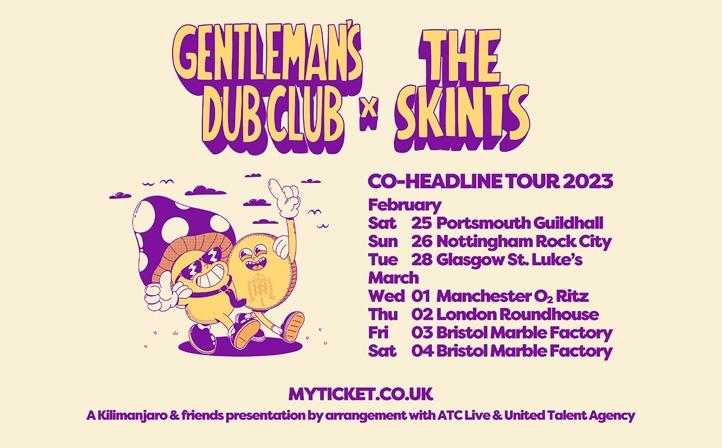 GENTLEMAN'S
DUB CLUB
x
THE
SKINTS
CO-HEADLINE TOUR 2023
February
Sat 25 Portsmouth Guildhall
Sun 26 Nottingham Rock City
Tue 28 Glasgow St. Luke's
March
Wed 01 Manchester O₂ Ritz
Thu 02 London Roundhouse
Fri 03 Bristol Marble Factory
Sat 04 Bristol Marble Factory
MYTICKET.CO.UK
A Kilimanjaro & friends presentation by arrangement with ATC Live & United Talent Agency